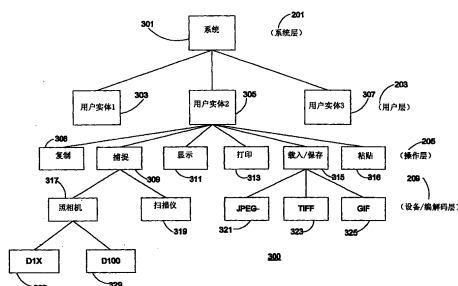 301
系统
201
(系统层)
用户实体1
303
用户实体2
305
用户实体3
307
203
(用户层)
复制
捕捉
309
显示
311
打印
313
载入/保存
315
粘贴
316
205
(操作层)
317
照相机
扫描仪
319
JPEG
321
TIFF
323
GIF
325
209
(设备/编解码层)
D1X
D100
329
300